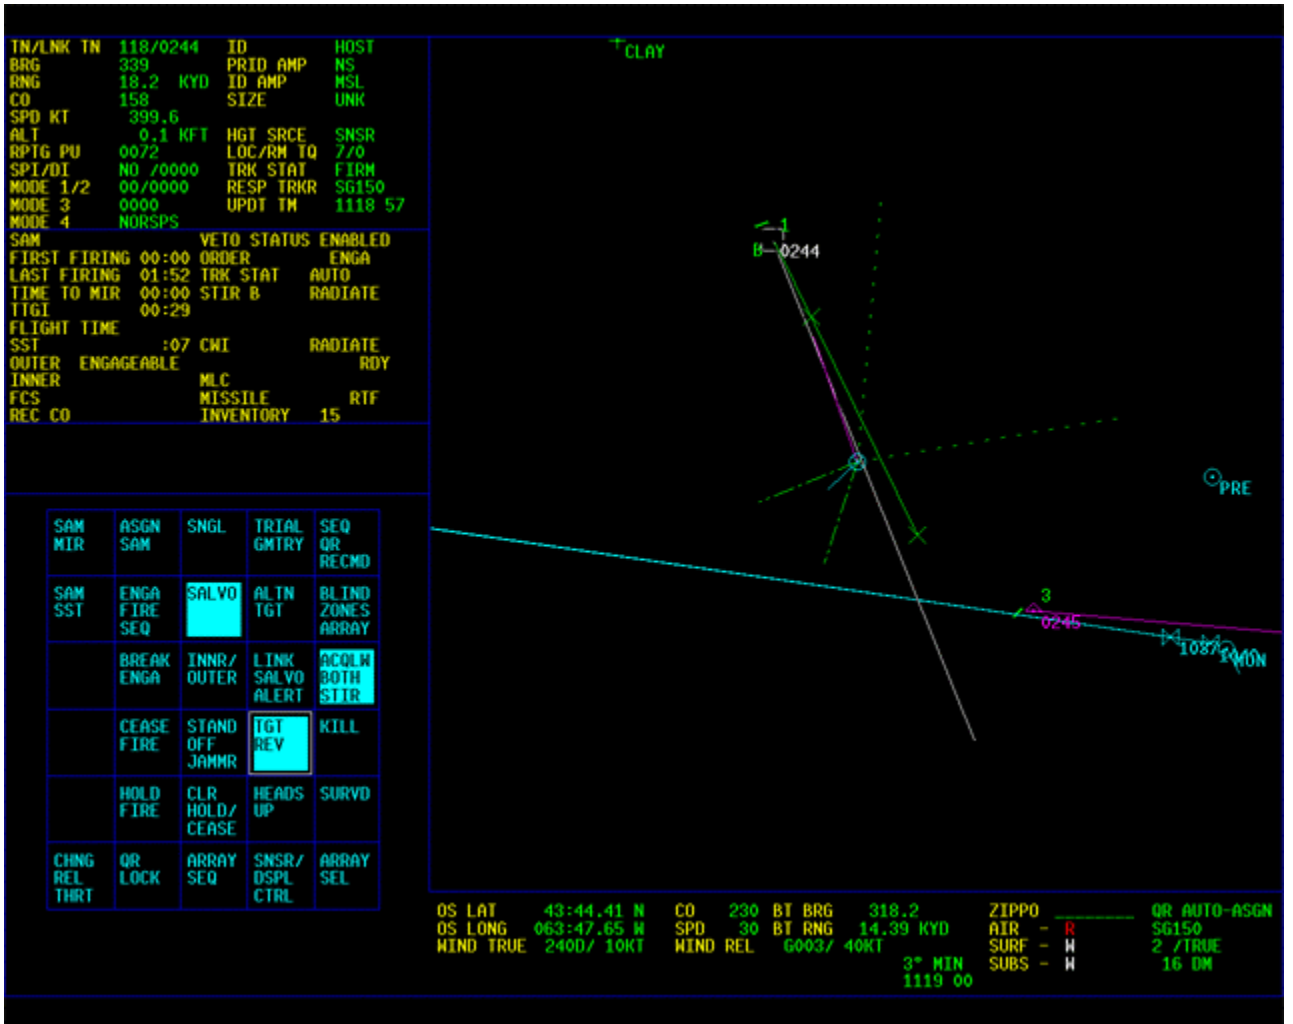 TN/LNK TN 118/0244 ID HOST
BRG 339 PRID AMP NS
RNG 18.2 KYD ID AMP MSL
CO 158 SIZE UNK
SPD KT 399.6
ALT 0.1 KFT HGT SRCE SNSR
RPTG PU 0072 LOC/RM TQ 7/0
SPI/DI NO /0000 TRK STAT FIRM
MODE 1/2 00/0000 RESP TRKR SG150
MODE 3 0000 UPDT TM 1118 57
MODE 4 NORSPS
SAM VETO STATUS ENABLED
FIRST FIRING 00:00 ORDER ENGA
LAST FIRING 01:52 TRK STAT AUTO
TIME TO MIR 00:00 STIR B RADIATE
TTGI 00:29
FLIGHT TIME
SST :07 CWI RADIATE
OUTER ENGAGEABLE RDY
INNER MLC
FCS MISSILE RTF
REC CO INVENTORY 15
SAM MIR
ASGN SAM
SNGL
TRIAL GMTRY
SEQ QR RECMD
SAM SST
ENGA FIRE SEQ
SALVO
ALTN TGT
BLIND ZONES ARRAY
BREAK ENGA
INNR/ OUTER
LINK SALVO ALERT
ACQLW BOTH STIR
CEASE FIRE
STAND OFF JAMMR
TGT REV
KILL
HOLD FIRE
CLR HOLD/ CEASE
HEADS UP
SURVD
CHNG REL THRT
QR LOCK
ARRAY SEQ
SNSR/ DSPL CTRL
ARRAY SEL
CLAY
1
B 0244
PRE
3
0245
MON
OS LAT 43:44.41 N CO 230 BT BRG 318.2 ZIPPO ________ QR AUTO-ASGN
OS LONG 063:47.65 W SPD 30 BT RNG 14.39 KYD AIR - R SG150
WIND TRUE 240D/ 10KT WIND REL G003/ 40KT SURF - W 2 /TRUE
3° MIN SUBS - W 16 DM
1119 00